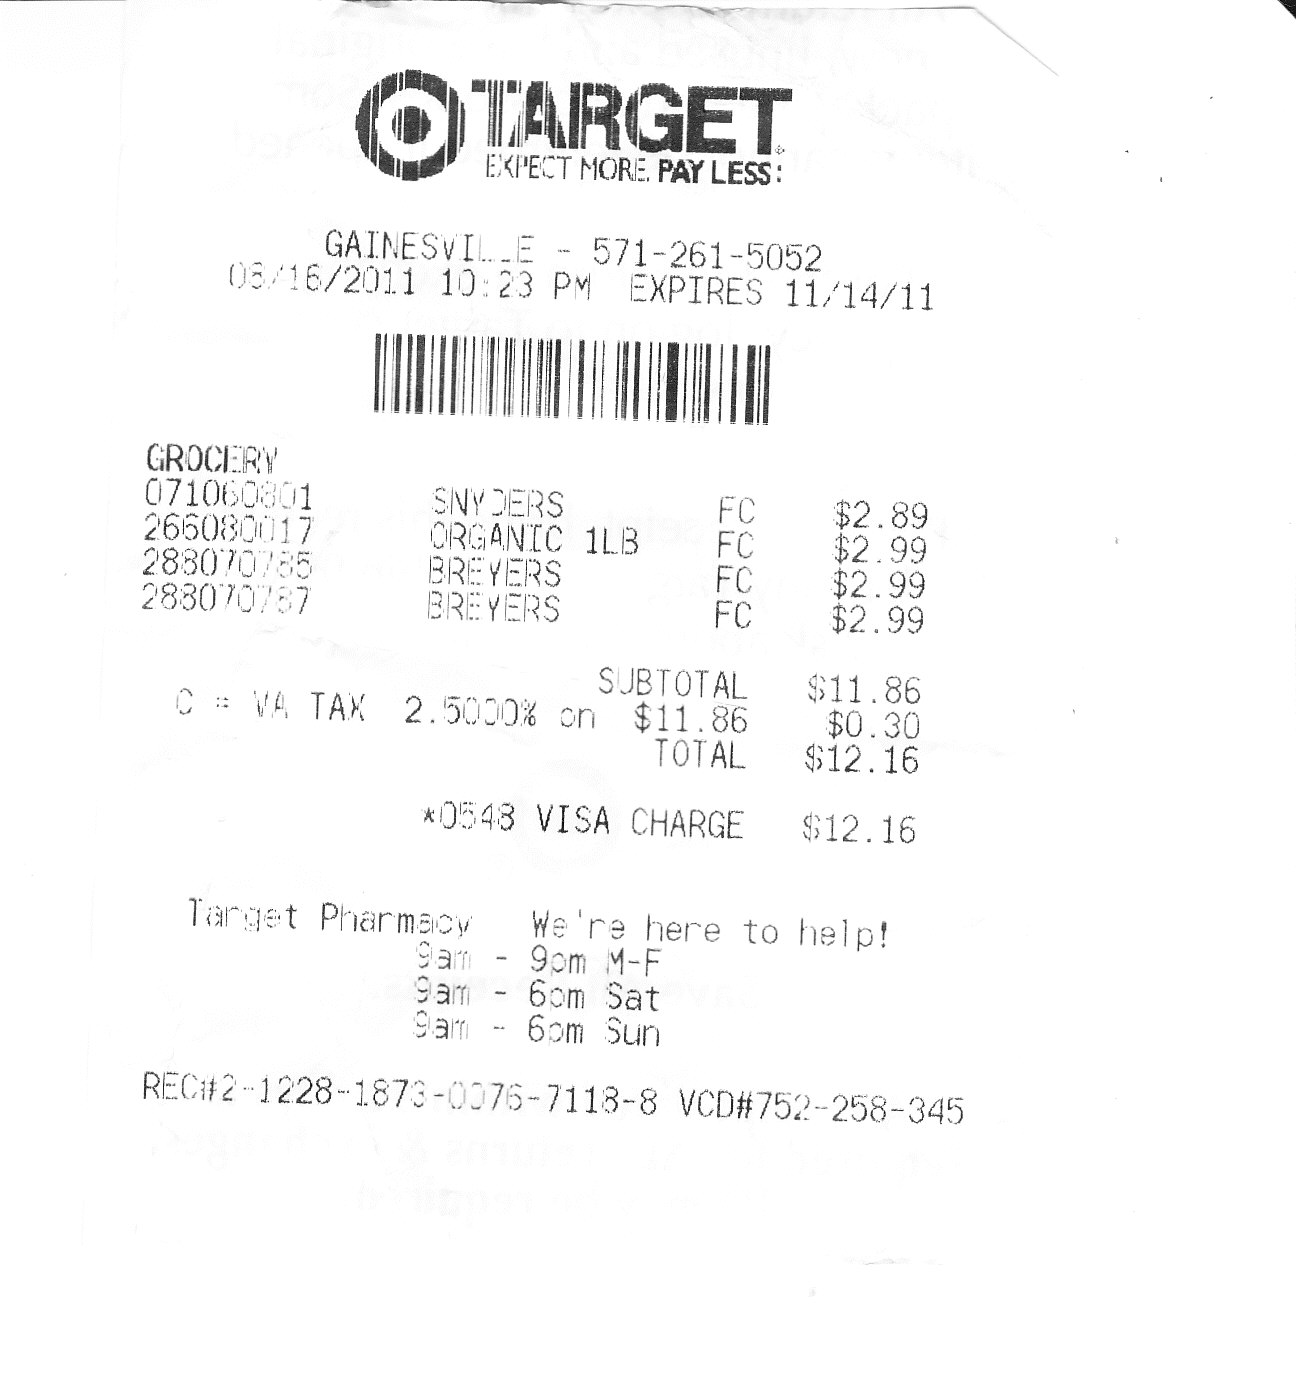 TARGET
EXPECT MORE. PAY LESS.
GAINESVILLE - 571-261-5052
08/16/2011 10:23 PM EXPIRES 11/14/11
GROCERY
071060801 SNYDERS FC $2.89
266080017 ORGANIC 1LB FC $2.99
288070785 BREYERS FC $2.99
288070787 BREYERS FC $2.99
SUBTOTAL $11.86
C = VA TAX 2.5000% on $11.86 $0.30
TOTAL $12.16
*0548 VISA CHARGE $12.16
Target Pharmacy We're here to help!
9am - 9pm M-F
9am - 6pm Sat
9am - 6pm Sun
REC#2-1228-1873-0076-7118-8 VCD#752-258-345